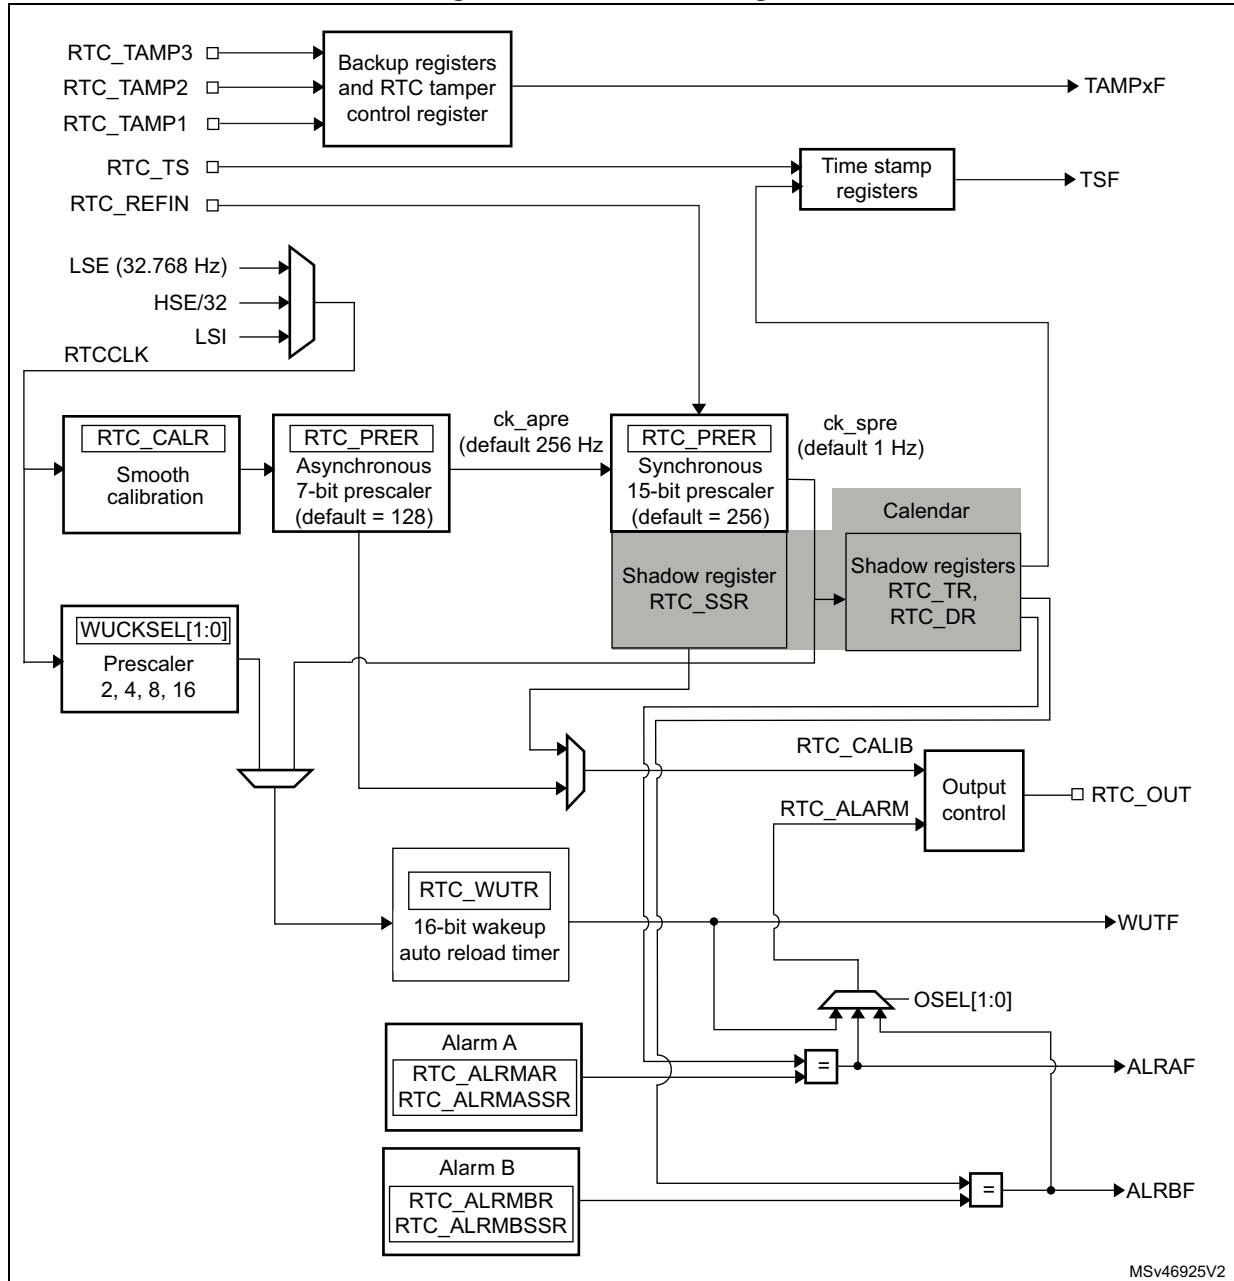 RTC_TAMP3
RTC_TAMP2
RTC_TAMP1
Backup registers
and RTC tamper
control register
TAMPxF
RTC_TS
RTC_REFIN
Time stamp
registers
TSF
LSE (32.768 Hz)
HSE/32
LSI
RTCCLK
RTC_CALR
Smooth
calibration
RTC_PRER
Asynchronous
7-bit prescaler
(default = 128)
ck_apre
(default 256 Hz
RTC_PRER
Synchronous
15-bit prescaler
(default = 256)
ck_spre
(default 1 Hz)
Calendar
Shadow register
RTC_SSR
Shadow registers
RTC_TR,
RTC_DR
WUCKSEL[1:0]
Prescaler
2, 4, 8, 16
RTC_CALIB
RTC_ALARM
Output
control
RTC_OUT
RTC_WUTR
16-bit wakeup
auto reload timer
WUTF
OSEL[1:0]
Alarm A
RTC_ALRMAR
RTC_ALRMASSR
=
ALRAF
Alarm B
RTC_ALRMBR
RTC_ALRMBSSR
=
ALRBF
MSv46925V2